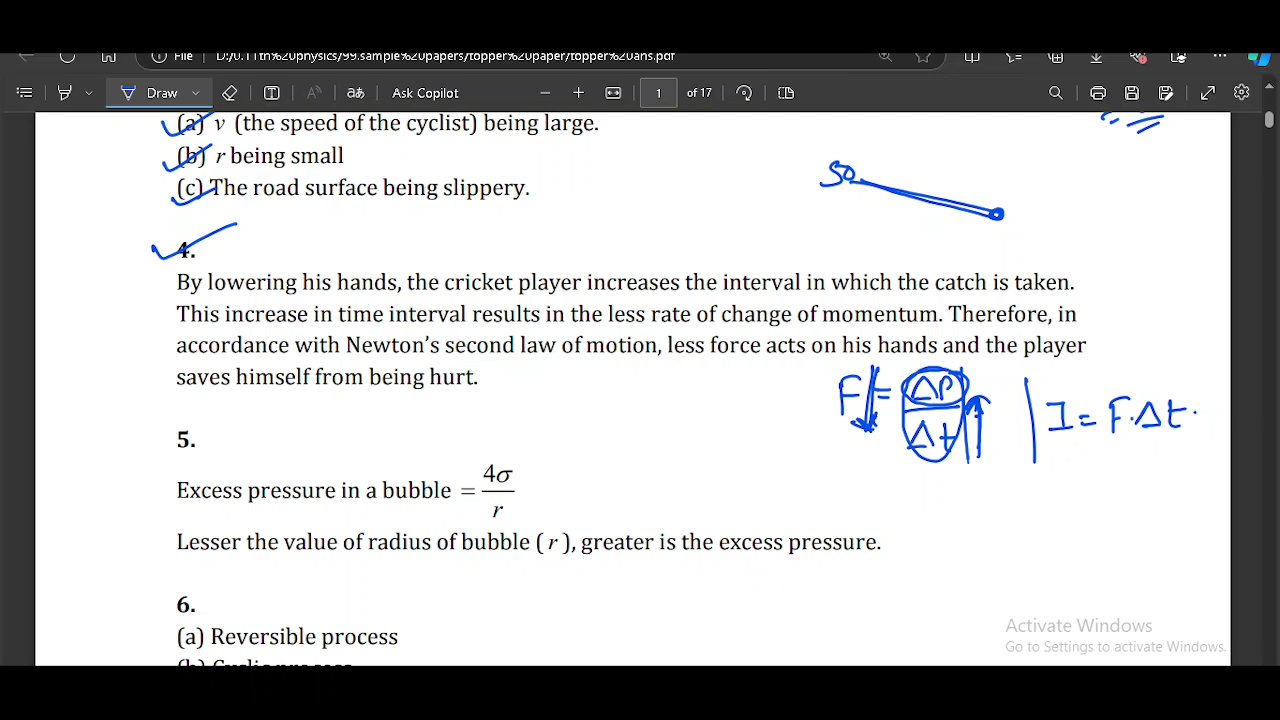 File D:/0.11th%20physics/99.sample%20papers/topper%20paper/topper%20ans.pdf
Draw Ask Copilot 1 of 17
(a) v (the speed of the cyclist) being large.
(b) r being small
(c) The road surface being slippery.
50
4.
By lowering his hands, the cricket player increases the interval in which the catch is taken.
This increase in time interval results in the less rate of change of momentum. Therefore, in
accordance with Newton's second law of motion, less force acts on his hands and the player
saves himself from being hurt.
F↓ = ΔP/Δt ↑ | I = F·Δt·
5.
Excess pressure in a bubble = 4σ/r
Lesser the value of radius of bubble ( r ), greater is the excess pressure.
6.
(a) Reversible process
(b) Cyclic process
Activate Windows
Go to Settings to activate Windows.